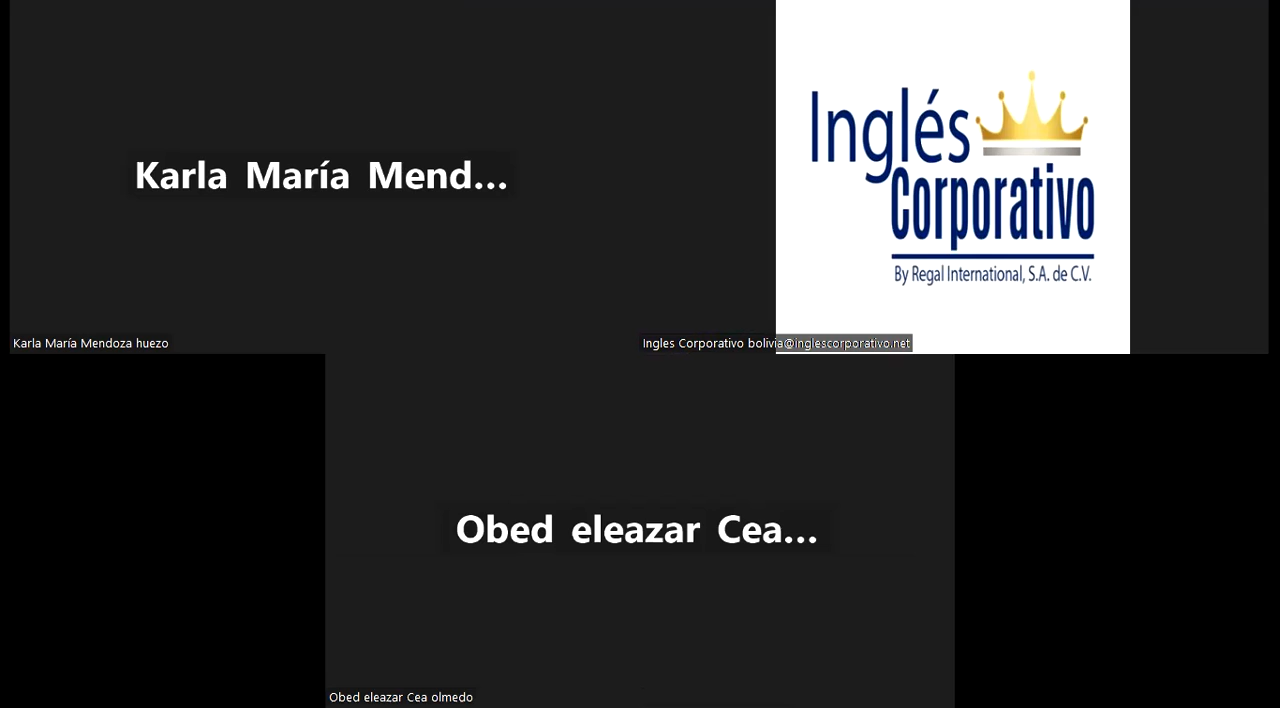 Karla María Mend...
Karla María Mendoza huezo
Inglés
Corporativo
By Regal International, S.A. de C.V.
Ingles Corporativo bolivia@inglescorporativo.net
Obed eleazar Cea...
Obed eleazar Cea olmedo